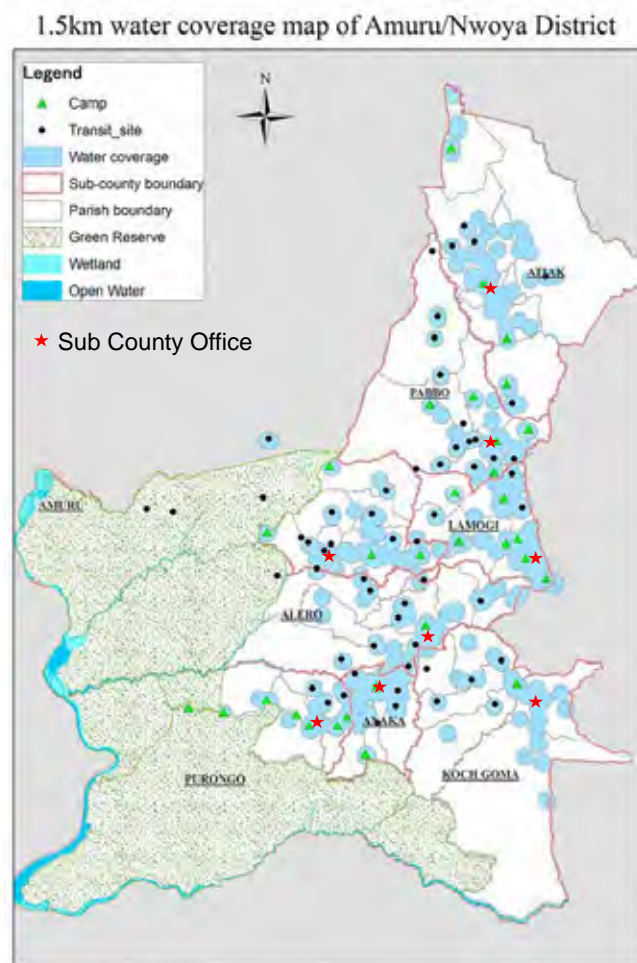 1.5km water coverage map of Amuru/Nwoya District
Legend
Camp
Transit_site
Water coverage
Sub-county boundary
Parish boundary
Green Reserve
Wetland
Open Water
Sub County Office
N
ATIAK
PABBO
AMURU
LAMOGI
ALERO
ANAKA
PURONGO
KOCH GOMA